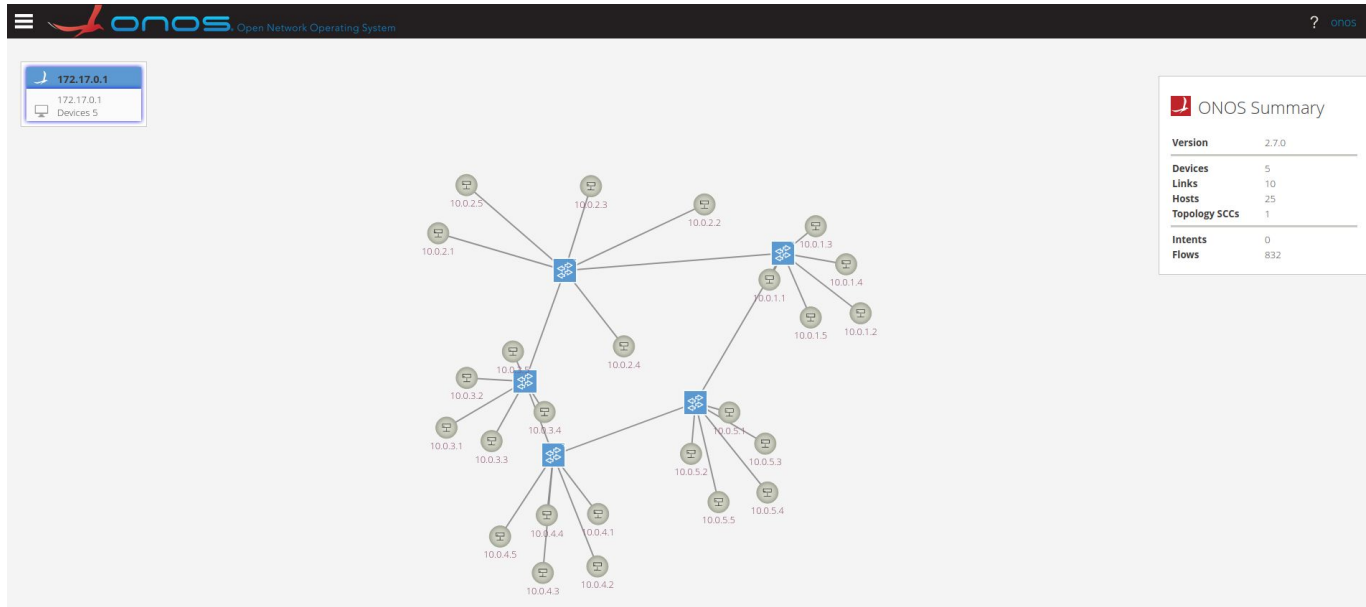 onos Open Network Operating System
? onos
172.17.0.1
172.17.0.1
Devices 5
ONOS Summary
Version 2.7.0
Devices 5
Links 10
Hosts 25
Topology SCCs 1
Intents 0
Flows 832
10.0.2.5
10.0.2.3
10.0.2.2
10.0.2.1
10.0.1.3
10.0.1.4
10.0.1.1
10.0.1.5
10.0.1.2
10.0.2.4
10.0.3.2
10.0.3.4
10.0.3.1
10.0.3.3
10.0.5.1
10.0.5.3
10.0.5.2
10.0.5.4
10.0.5.5
10.0.4.4
10.0.4.1
10.0.4.5
10.0.4.2
10.0.4.3